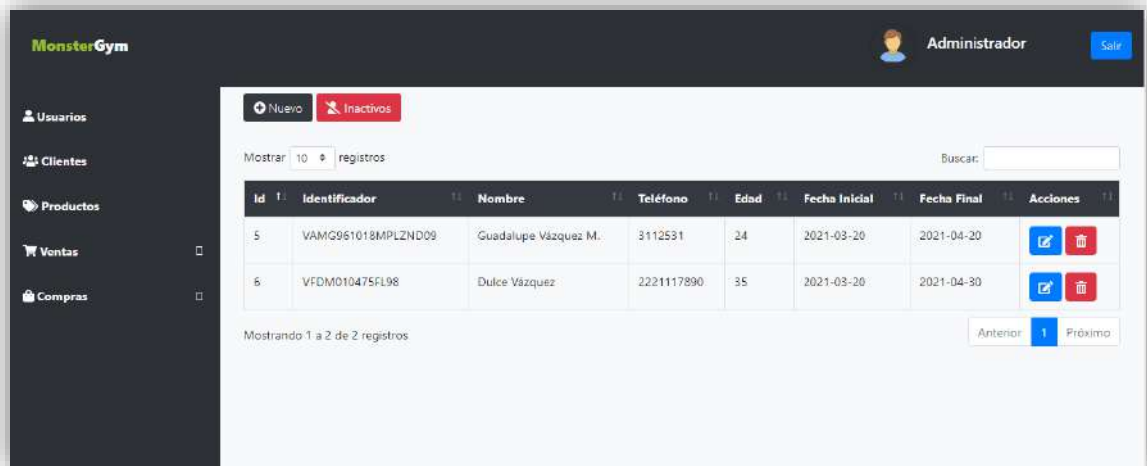 MonsterGym
Administrador
Salir
Usuarios
Clientes
Productos
Ventas
Compras
Nuevo Inactivos
Mostrar 10 registros
Buscar:
Id Identificador Nombre Teléfono Edad Fecha Inicial Fecha Final Acciones
5 VAMG961018MPLZND09 Guadalupe Vázquez M. 3112531 24 2021-03-20 2021-04-20
6 VFDM010475FL98 Dulce Vázquez 2221117890 35 2021-03-20 2021-04-30
Mostrando 1 a 2 de 2 registros
Anterior 1 Próximo